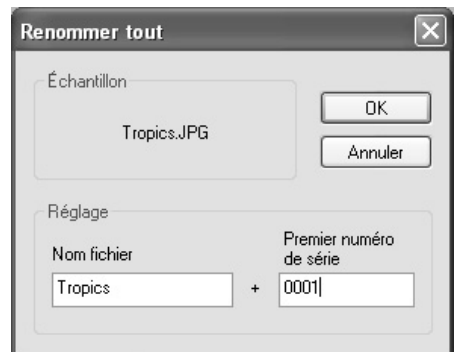 Renommer tout
Échantillon
Tropics.JPG
OK
Annuler
Réglage
Nom fichier
Premier numéro
de série
Tropics + 0001